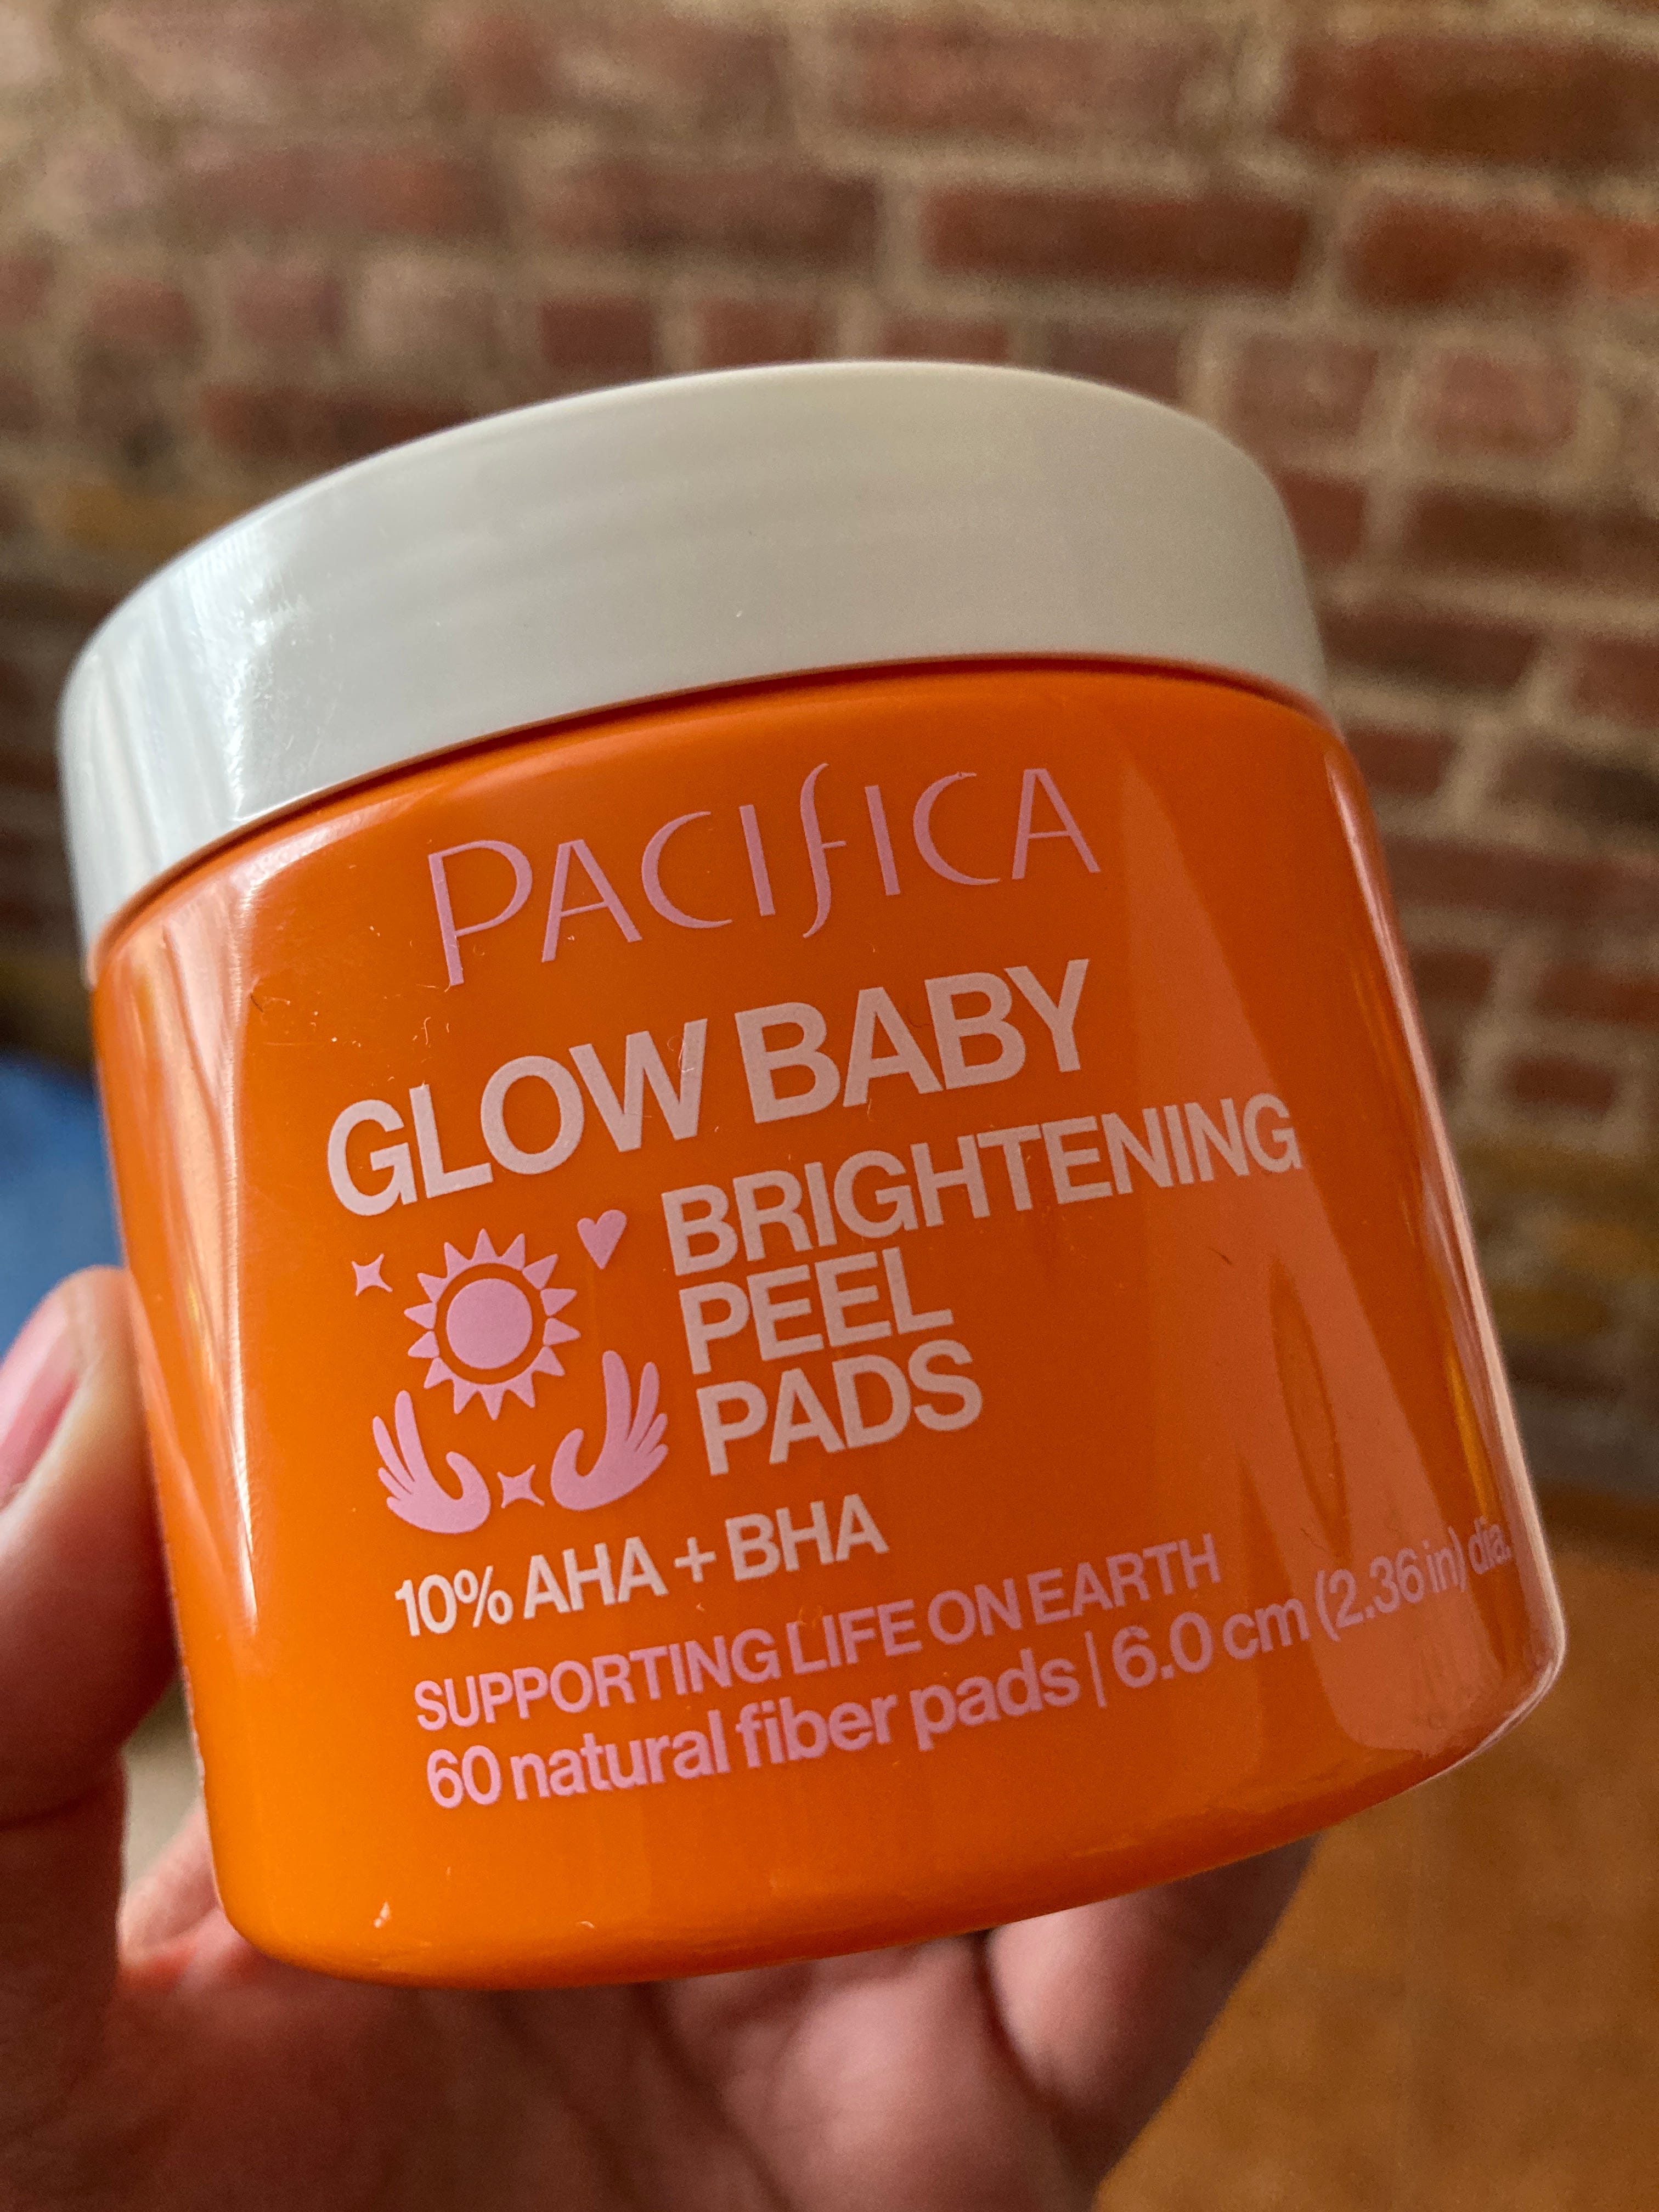 PACIFICA
GLOW BABY
BRIGHTENING
PEEL
PADS
10% AHA + BHA
SUPPORTING LIFE ON EARTH
60 natural fiber pads | 6.0 cm (2.36 in) dia.